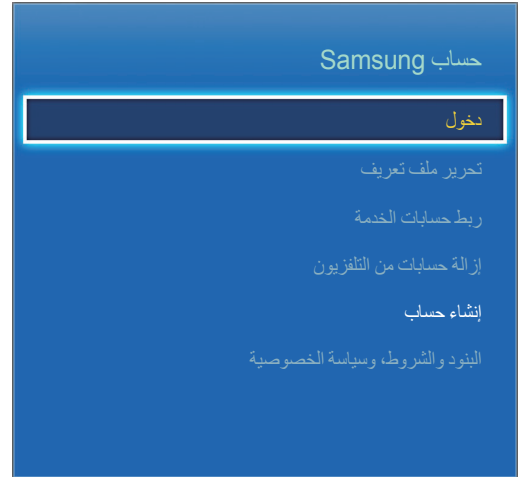 حساب Samsung
دخول
تحرير ملف تعريف
ربط حسابات الخدمة
إزالة حسابات من التلفزيون
إنشاء حساب
البنود والشروط، وسياسة الخصوصية